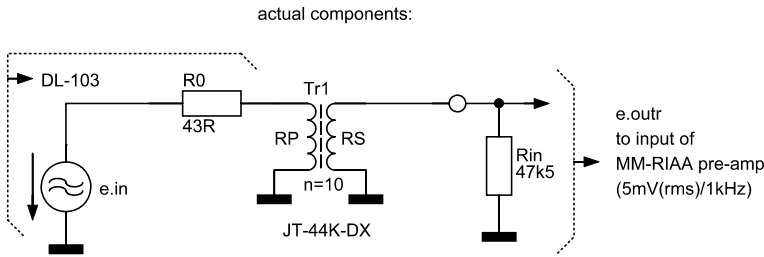 actual components:
DL-103
R0
43R
Tr1
RP
RS
n=10
JT-44K-DX
e.in
Rin
47k5
e.outr
to input of
MM-RIAA pre-amp
(5mV(rms)/1kHz)